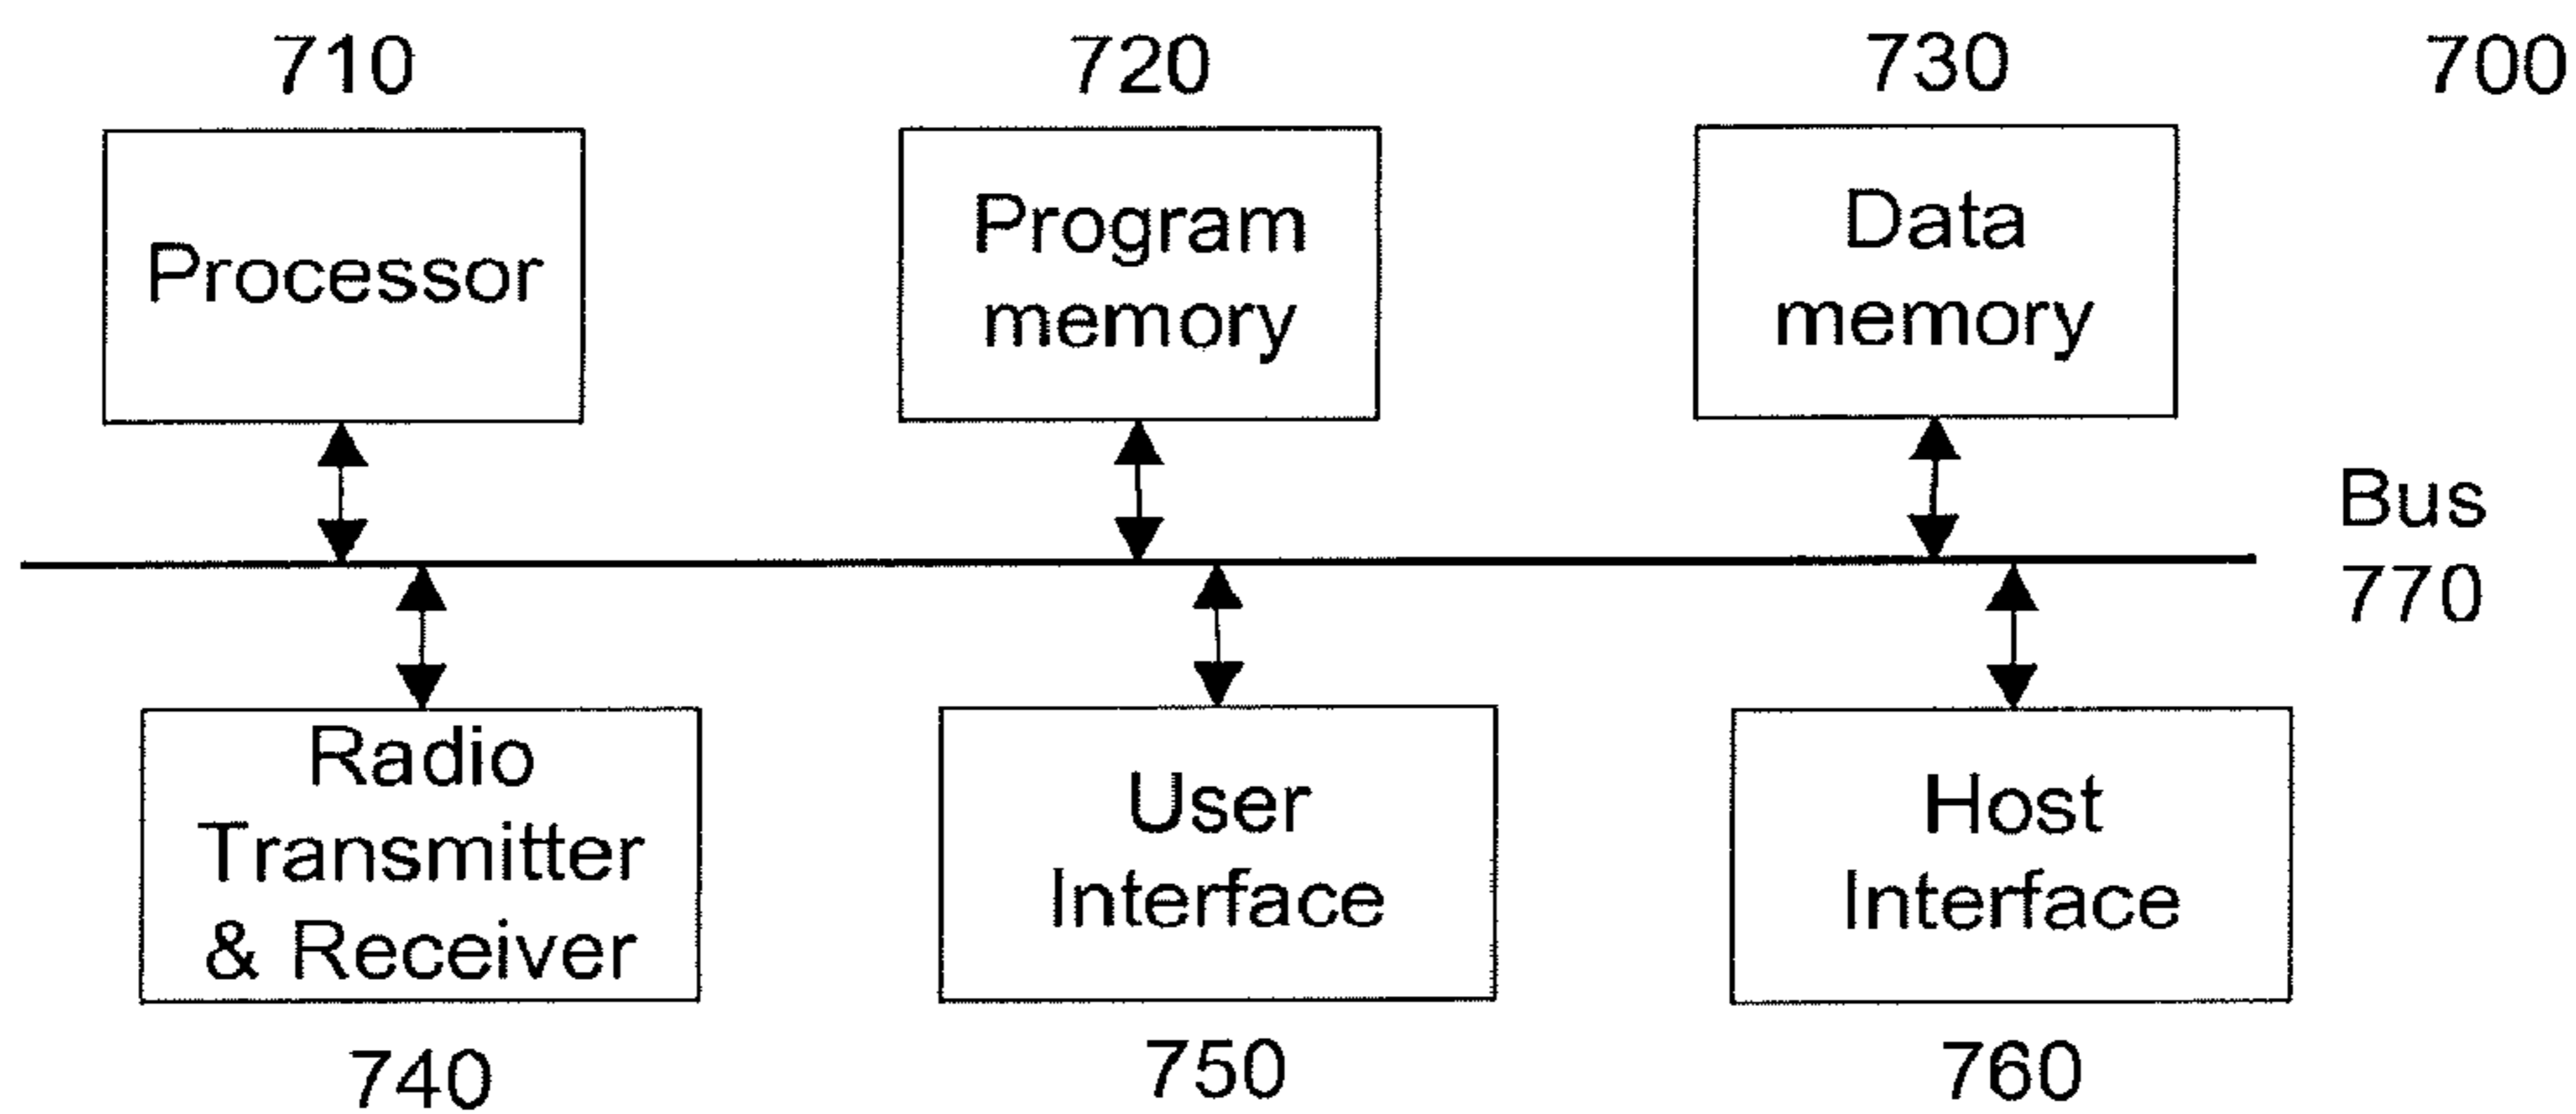 710
720
730
700
Processor
Program
memory
Data
memory
Bus
770
Radio
Transmitter
& Receiver
User
Interface
Host
Interface
740
750
760